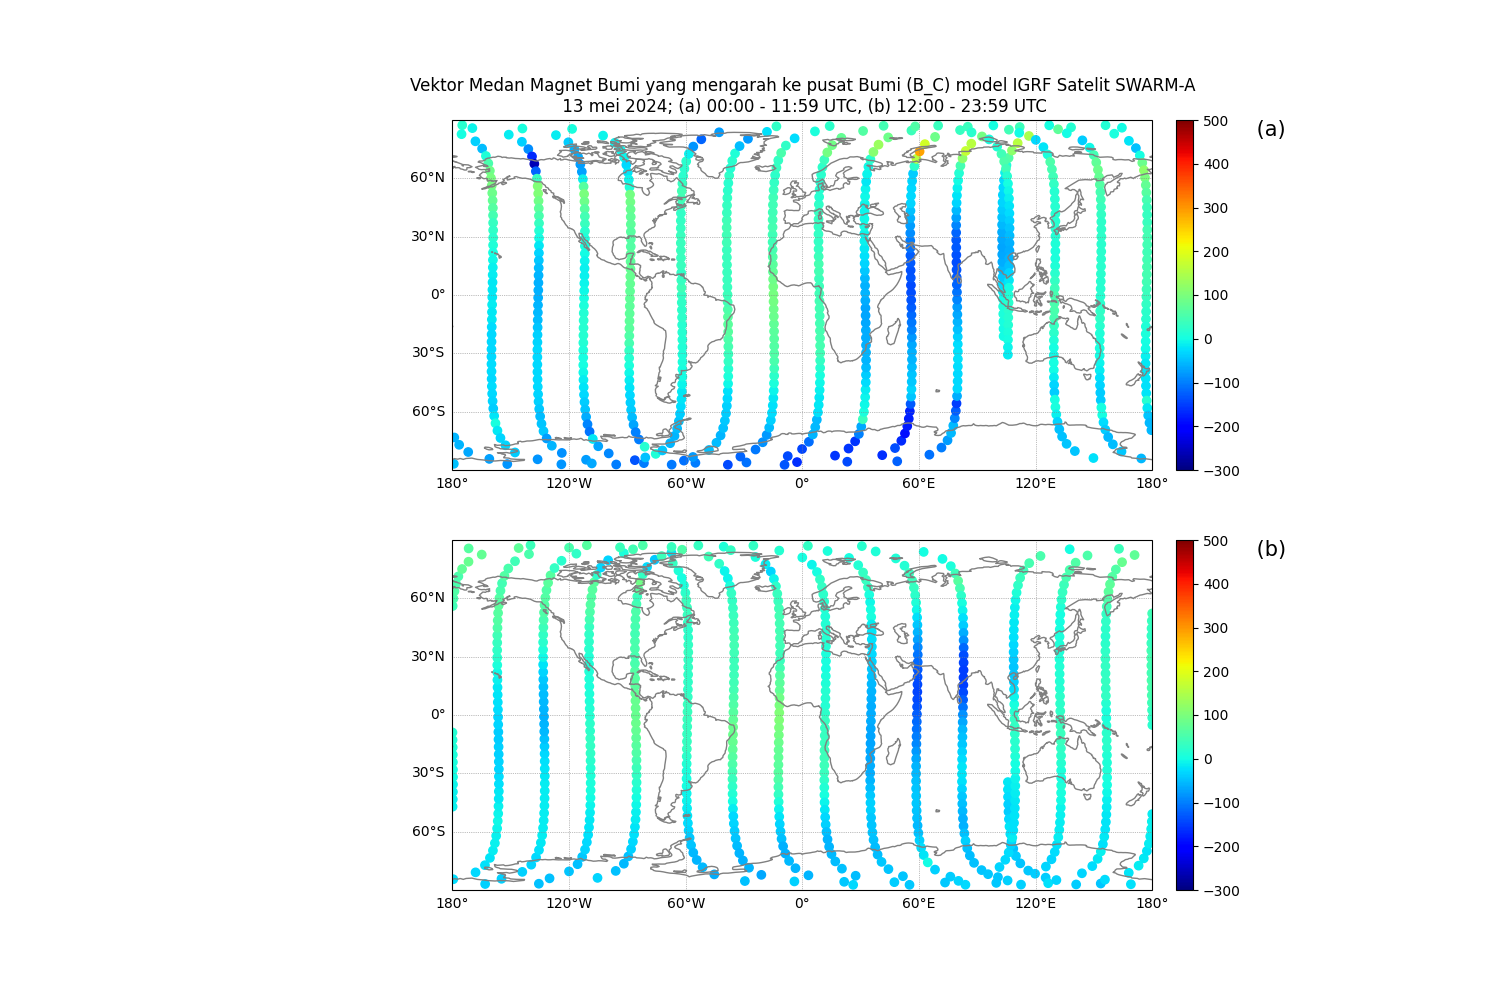 Vektor Medan Magnet Bumi yang mengarah ke pusat Bumi (B_C) model IGRF Satelit SWARM-A
13 mei 2024; (a) 00:00 - 11:59 UTC, (b) 12:00 - 23:59 UTC
(a)
500
400
300
200
100
0
−100
−200
−300
60°N
30°N
0°
30°S
60°S
180° 120°W 60°W 0° 60°E 120°E 180°
(b)
500
400
300
200
100
0
−100
−200
−300
60°N
30°N
0°
30°S
60°S
180° 120°W 60°W 0° 60°E 120°E 180°